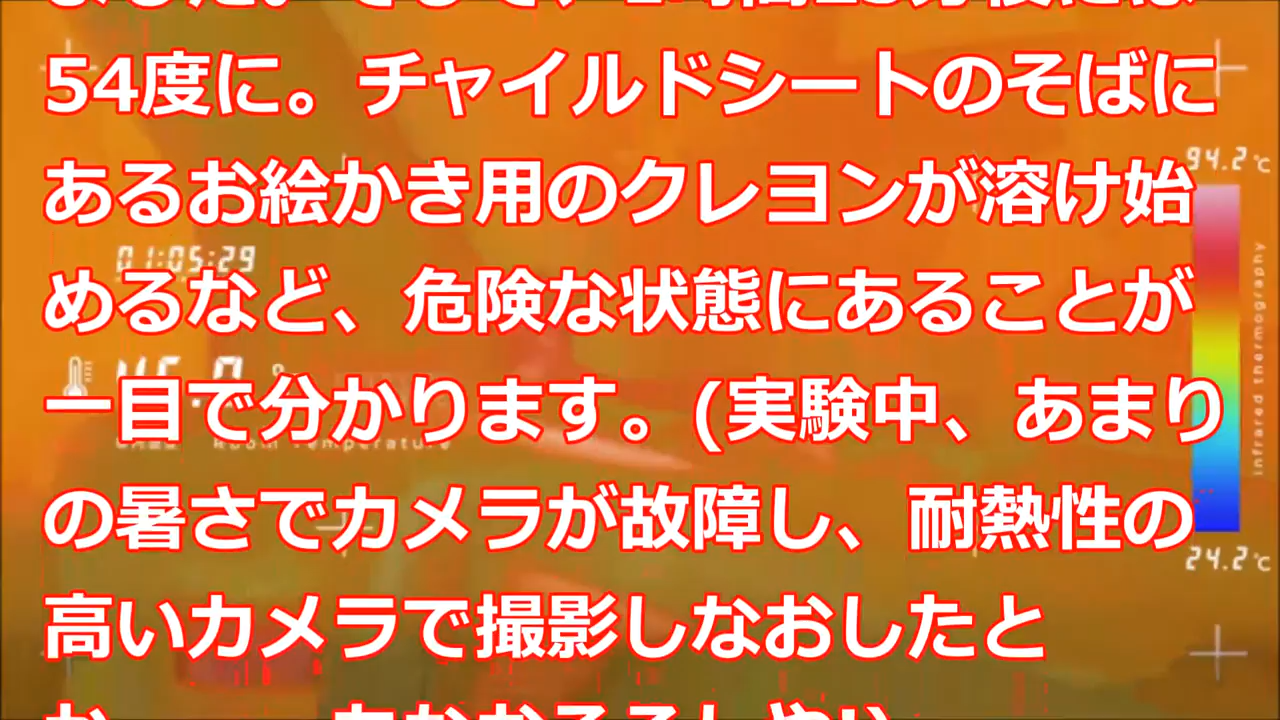 54度に。チャイルドシートのそばに
あるお絵かき用のクレヨンが溶け始
めるなど、危険な状態にあることが
一目で分かります。(実験中、あまり
の暑さでカメラが故障し、耐熱性の
高いカメラで撮影しなおしたと
94.2℃
01:05:29
Room Temperature
infrared thermography
24.2℃